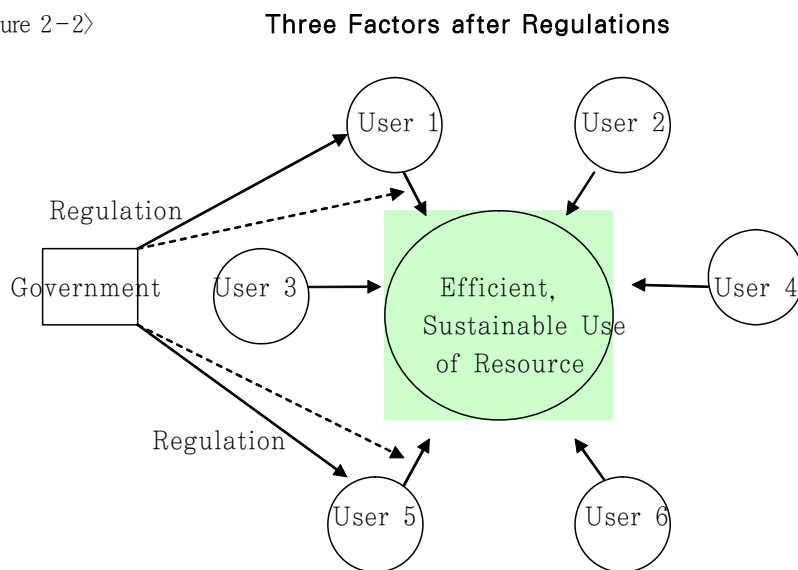 ure 2-2〉
Three Factors after Regulations
User 1
User 2
Regulation
Government
User 3
Efficient,
Sustainable Use
of Resource
User 4
Regulation
User 5
User 6